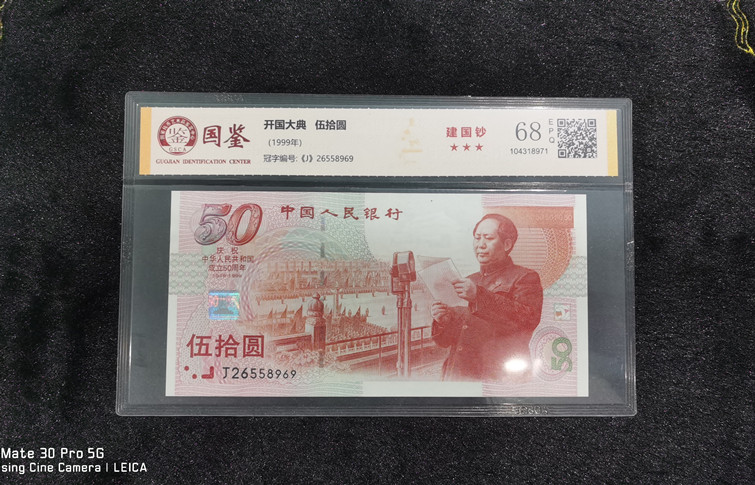 国鉴
GICA
GUOJIAN IDENTIFICATION CENTER
开国大典 伍拾圆
(1999年)
冠字编号:《J》26558969
建国钞
★★★
68
EPQ
104318971
50
中国人民银行
庆祝
中华人民共和国
成立50周年
伍拾圆
J26558969
50
Mate 30 Pro 5G
sing Cine Camera | LEICA